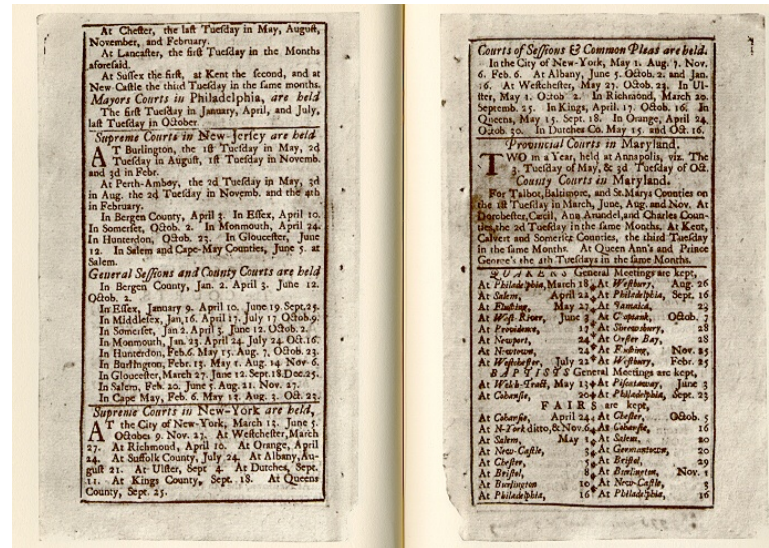 At Chester, the last Tuesday in May, August,
November, and February.
At Lancaster, the first Tuesday in the Months
aforesaid.
At Sussex the first, at Kent the second, and at
New-Castle the third Tuesday in the same months.
Mayors Courts in Philadelphia, are held
The first Tuesday in January, April, and July,
last Tuesday in October.
Supreme Courts in New-Jersey are held
AT Burlington, the 1st Tuesday in May, 2d
Tuesday in August, 1st Tuesday in Novemb.
and 3d in Febr.
At Perth-Amboy, the 2d Tuesday in May, 3d
in Aug. the 2d Tuesday in Novemb. and the 4th
in February.
In Bergen County, April 3. In Essex, April 10.
In Somerset, Octob. 2. In Monmouth, April 24.
In Hunterdon, Octob. 23. In Gloucester, June
12. In Salem and Cape-May Counties, June 5. at
Salem.
General Sessions and County Courts are held
In Bergen County, Jan. 2. April 3. June 12.
Octob. 2.
In Essex, January 9. April 10. June 19. Sept. 25.
In Middlesex, Jan, 16. April 17. July 17 Octob. 9.
In Somerset, Jan 2. April 3. June 12. Octob. 2.
In Monmouth, Jan. 23. April 24. July 24. Oct. 16.
In Hunterdon, Feb. 6. May 15. Aug. 7, Octob. 23.
In Burlington, Febr. 13. May 1. Aug. 14. Nov 6.
In Gloucester, March 27. June 12. Sept. 18. Dec. 25.
In Salem, Feb. 20. June 5. Aug. 21. Nov. 27.
In Cape May, Feb. 6. May 13. Aug. 3. Oct. 23.
Supreme Courts in New-York are held,
AT the City of New-York, March 13. June 5.
October 9. Nov. 27. At Westchester, March
27. At Richmond, April 10. At Orange, April
24. At Suffolk County, July 24. At Albany, Au-
gust 21. At Ulster, Sept 4. At Dutches, Sept.
11. At Kings County, Sept. 18. At Queens
County, Sept. 25.
Courts of Sessions & Common Pleas are held.
In the City of New-York, May 1. Aug. 7. Nov.
6. Feb. 6. At Albany, June 5. Octob. 2. and Jan.
16. At Westchester, May 27. Octob. 23. In Ul-
ster, May 1. Octob 2. In Richmond, March 20.
Septemb. 25. In Kings, April. 17. Octob. 16. In
Queens, May 15. Sept. 18. In Orange, April 24.
Octob. 30. In Dutches Co. May 15. and Oct. 16.
Provincial Courts in Maryland.
TWO in a Year, held at Annapolis, viz. The
3. Tuesday of May, & 3d Tuesday of Oct.
County Courts in Maryland.
For Talbot, Baltimore, and St. Marys Counties on
the 1st Tuesday in March, June, Aug. and Nov. At
Dorchester, Cæcil, Ann Arundel, and Charles Coun-
ties, the 2d Tuesday in the same Months. At Kent,
Calvert and Somerset Counties, the third Tuesday
in the same Months. At Queen Ann's and Prince
George's the 4th Tuesdays in the same Months.
QUAKERS General Meetings are kept,
At Philadelphia, March 18 At Westbury, Aug. 26
At Salem, April 22 At Philadelphia, Sept. 16
At Flushing, May 27 At Jamaica, 23
At West-River, June 3 At Coptank, Octob. 7
At Providence, 17 At Shrewsbury, 28
At Newport, 24 At Oyster Bay, 28
At Newtown, 24 At Flushing, Nov. 25
At Westchester, July 22 At Westbury, Febr. 25
BAPTISTS General Meetings are kept,
At Welch-Tract, May 13 At Piscataway, June 3
At Cohansie, 20 At Philadelphia, Sept. 23
FAIRS are kept,
At Cohansie, April 24 At Chester, Octob. 5
At N-York ditto, & Nov. 6 At Cohansie, 16
At Salem, May 1 At Salem, 20
At New-Castle, 3 At Germantown, 20
At Chester, 5 At Bristol, 29
At Bristol, 8 At Burlington, Nov. 1
At Burlington 10 At New-Castle, 3
At Philadelphia, 16 At Philadelphia, 16